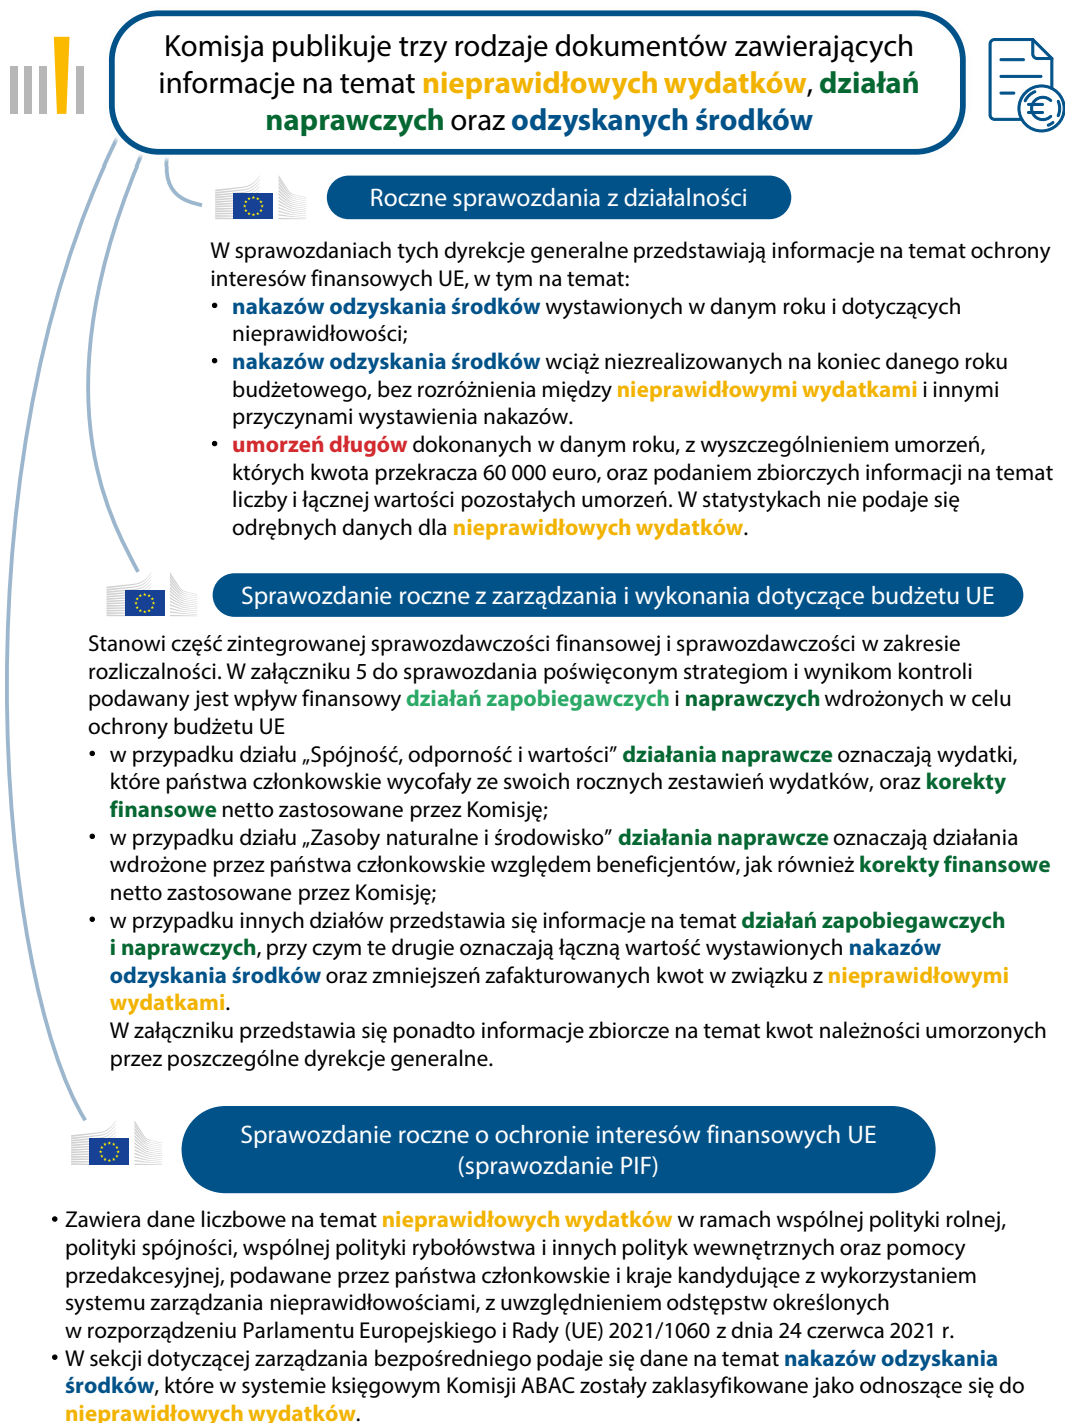 Komisja publikuje trzy rodzaje dokumentów zawierających
informacje na temat nieprawidłowych wydatków, działań
naprawczych oraz odzyskanych środków
Roczne sprawozdania z działalności
W sprawozdaniach tych dyrekcje generalne przedstawiają informacje na temat ochrony
interesów finansowych UE, w tym na temat:
• nakazów odzyskania środków wystawionych w danym roku i dotyczących
nieprawidłowości;
• nakazów odzyskania środków wciąż niezrealizowanych na koniec danego roku
budżetowego, bez rozróżnienia między nieprawidłowymi wydatkami i innymi
przyczynami wystawienia nakazów.
• umorzeń długów dokonanych w danym roku, z wyszczególnieniem umorzeń,
których kwota przekracza 60 000 euro, oraz podaniem zbiorczych informacji na temat
liczby i łącznej wartości pozostałych umorzeń. W statystykach nie podaje się
odrębnych danych dla nieprawidłowych wydatków.
Sprawozdanie roczne z zarządzania i wykonania dotyczące budżetu UE
Stanowi część zintegrowanej sprawozdawczości finansowej i sprawozdawczości w zakresie
rozliczalności. W załączniku 5 do sprawozdania poświęconym strategiom i wynikom kontroli
podawany jest wpływ finansowy działań zapobiegawczych i naprawczych wdrożonych w celu
ochrony budżetu UE
• w przypadku działu „Spójność, odporność i wartości” działania naprawcze oznaczają wydatki,
które państwa członkowskie wycofały ze swoich rocznych zestawień wydatków, oraz korekty
finansowe netto zastosowane przez Komisję;
• w przypadku działu „Zasoby naturalne i środowisko” działania naprawcze oznaczają działania
wdrożone przez państwa członkowskie względem beneficjentów, jak również korekty finansowe
netto zastosowane przez Komisję;
• w przypadku innych działów przedstawia się informacje na temat działań zapobiegawczych
i naprawczych, przy czym te drugie oznaczają łączną wartość wystawionych nakazów
odzyskania środków oraz zmniejszeń zafakturowanych kwot w związku z nieprawidłowymi
wydatkami.
W załączniku przedstawia się ponadto informacje zbiorcze na temat kwot należności umorzonych
przez poszczególne dyrekcje generalne.
Sprawozdanie roczne o ochronie interesów finansowych UE
(sprawozdanie PIF)
• Zawiera dane liczbowe na temat nieprawidłowych wydatków w ramach wspólnej polityki rolnej,
polityki spójności, wspólnej polityki rybołówstwa i innych polityk wewnętrznych oraz pomocy
przedakcesyjnej, podawane przez państwa członkowskie i kraje kandydujące z wykorzystaniem
systemu zarządzania nieprawidłowościami, z uwzględnieniem odstępstw określonych
w rozporządzeniu Parlamentu Europejskiego i Rady (UE) 2021/1060 z dnia 24 czerwca 2021 r.
• W sekcji dotyczącej zarządzania bezpośredniego podaje się dane na temat nakazów odzyskania
środków, które w systemie księgowym Komisji ABAC zostały zaklasyfikowane jako odnoszące się do
nieprawidłowych wydatków.